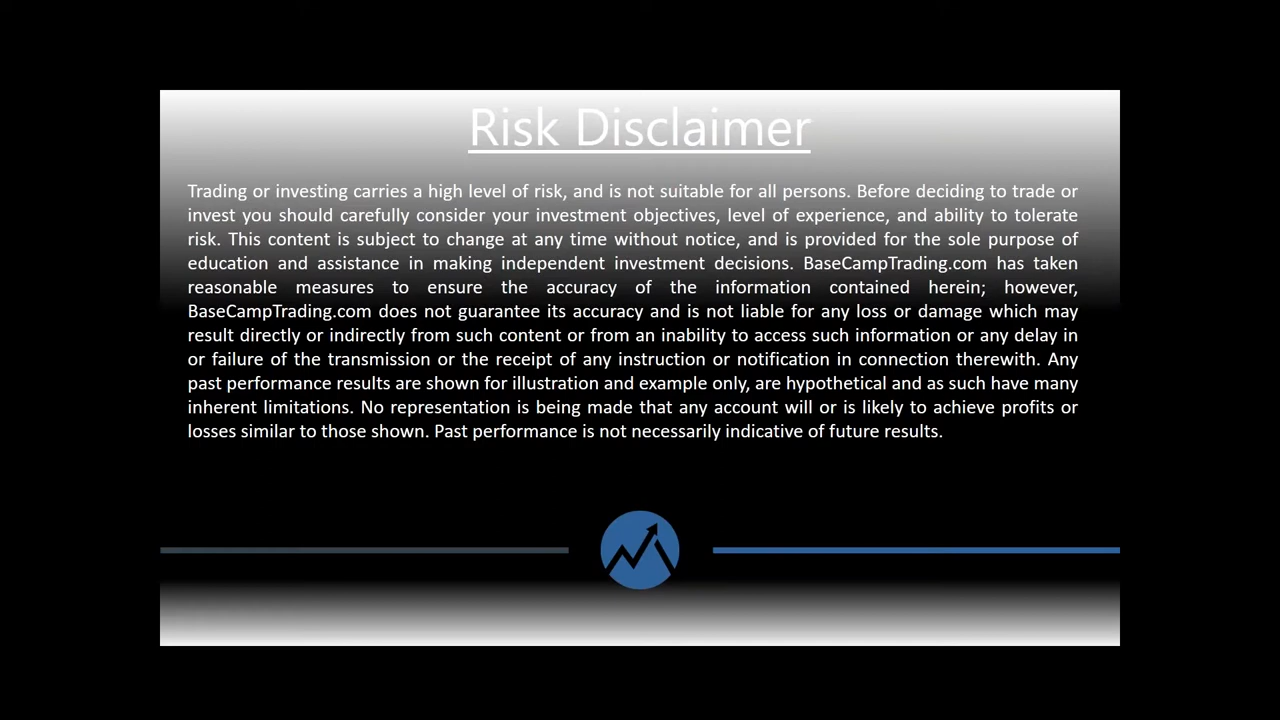 Risk Disclaimer
Trading or investing carries a high level of risk, and is not suitable for all persons. Before deciding to trade or
invest you should carefully consider your investment objectives, level of experience, and ability to tolerate
risk. This content is subject to change at any time without notice, and is provided for the sole purpose of
education and assistance in making independent investment decisions. BaseCampTrading.com has taken
reasonable measures to ensure the accuracy of the information contained herein; however,
BaseCampTrading.com does not guarantee its accuracy and is not liable for any loss or damage which may
result directly or indirectly from such content or from an inability to access such information or any delay in
or failure of the transmission or the receipt of any instruction or notification in connection therewith. Any
past performance results are shown for illustration and example only, are hypothetical and as such have many
inherent limitations. No representation is being made that any account will or is likely to achieve profits or
losses similar to those shown. Past performance is not necessarily indicative of future results.